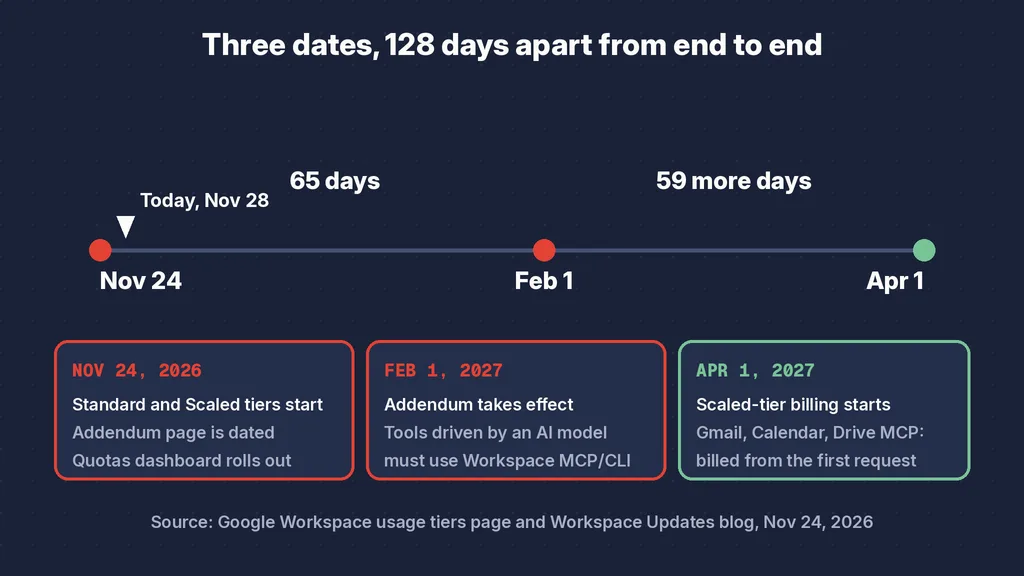 Three dates, 128 days apart from end to end
65 days
59 more days
Today, Nov 28
Nov 24
Feb 1
Apr 1
NOV 24, 2026
Standard and Scaled tiers start
Addendum page is dated
Quotas dashboard rolls out
FEB 1, 2027
Addendum takes effect
Tools driven by an AI model
must use Workspace MCP/CLI
APR 1, 2027
Scaled-tier billing starts
Gmail, Calendar, Drive MCP:
billed from the first request
Source: Google Workspace usage tiers page and Workspace Updates blog, Nov 24, 2026